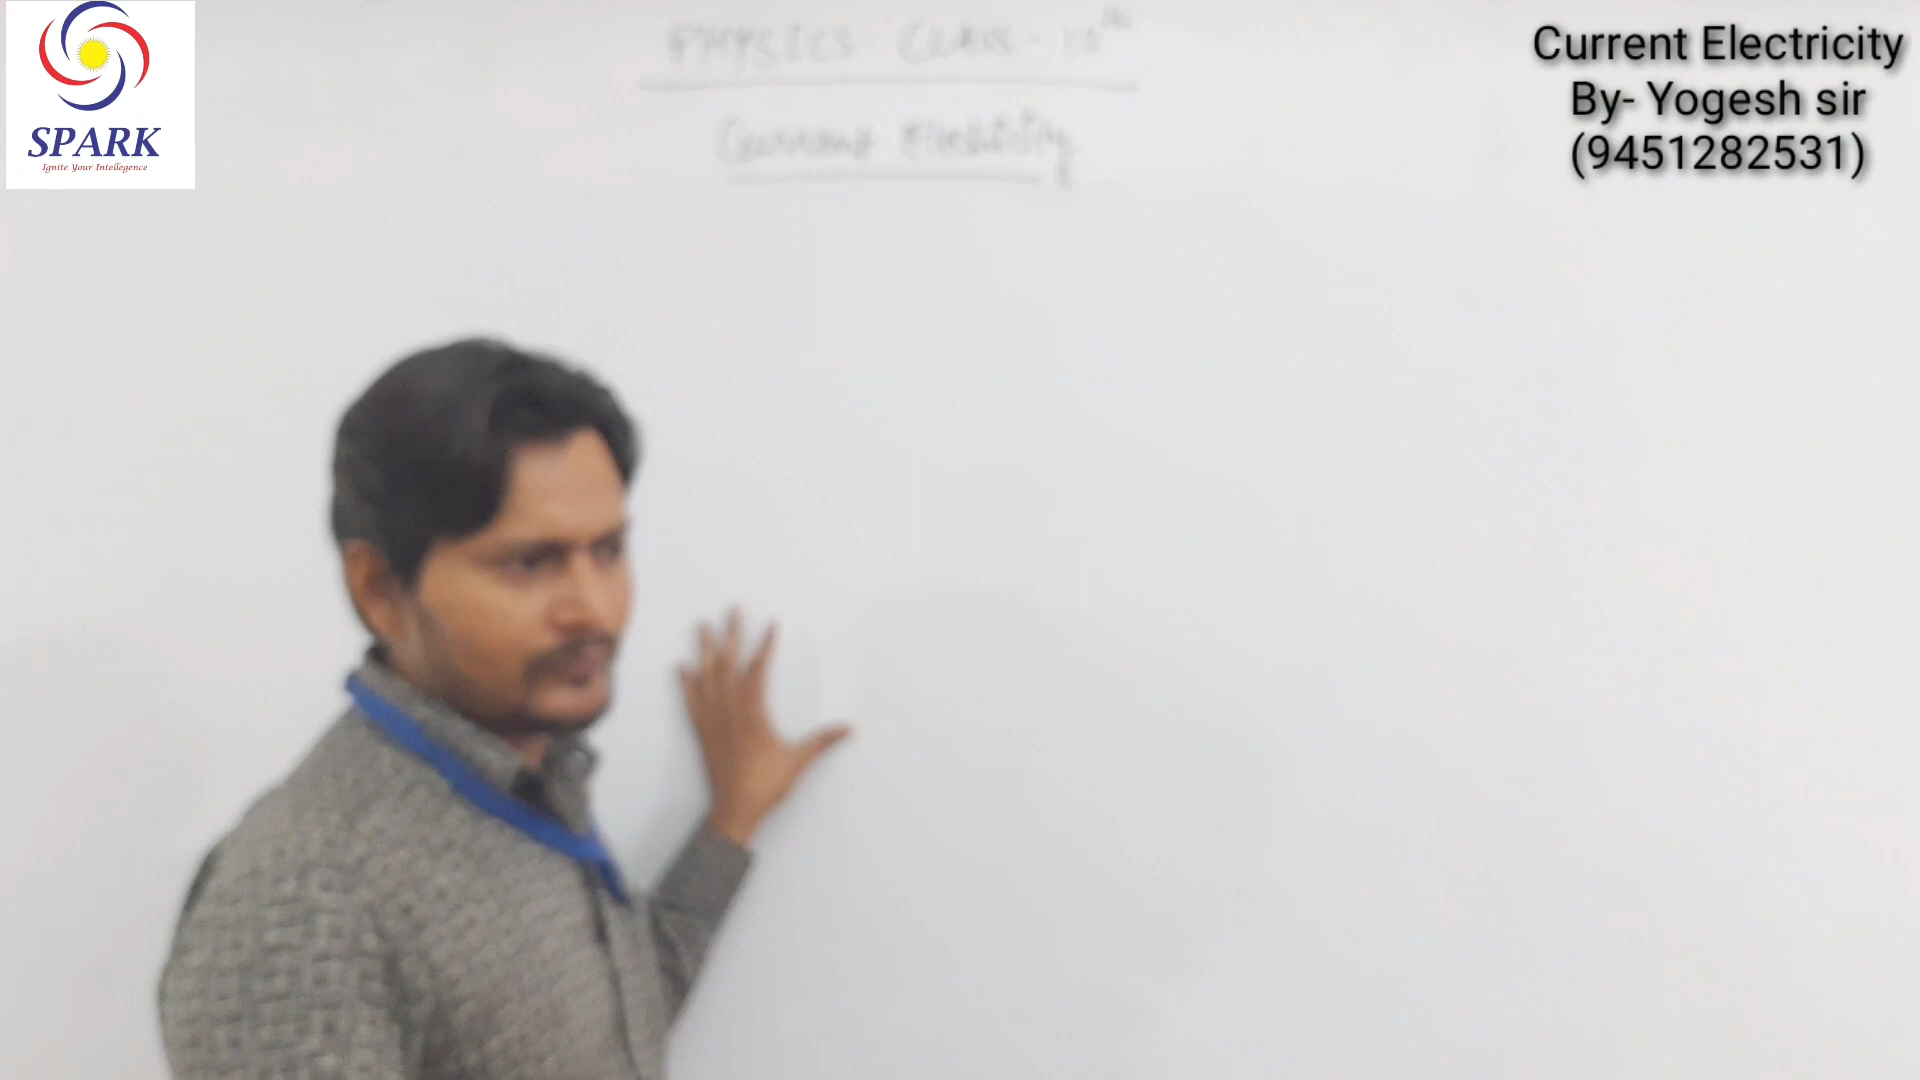 SPARK
Ignite Your Intellegence
PHYSICS- CLASS - 12th
Current Electricity
Current Electricity
By- Yogesh sir
(9451282531)